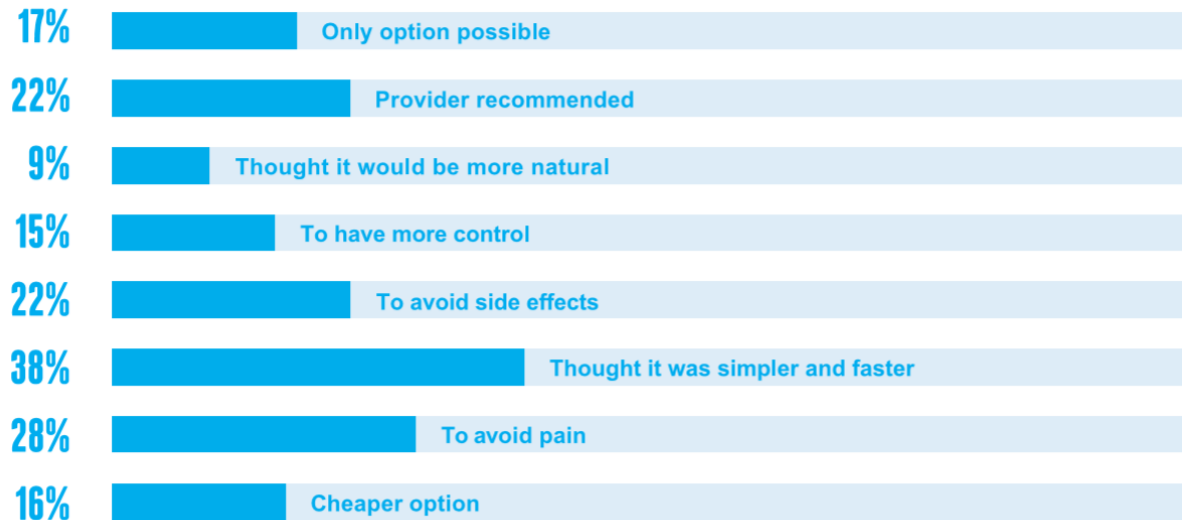 17% Only option possible
22% Provider recommended
9% Thought it would be more natural
15% To have more control
22% To avoid side effects
38% Thought it was simpler and faster
28% To avoid pain
16% Cheaper option